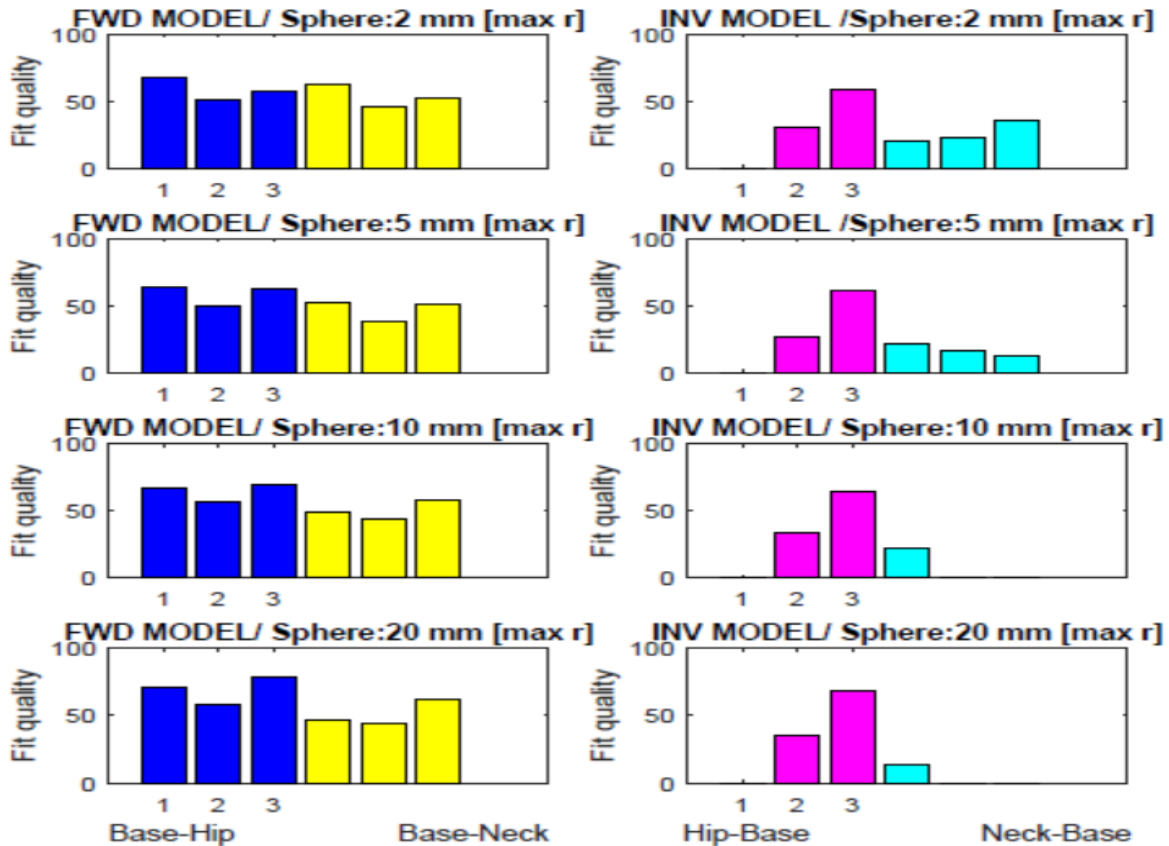 FWD MODEL/ Sphere:2 mm [max r]
100
50
0
Fit quality
1 2 3
INV MODEL /Sphere:2 mm [max r]
100
50
0
Fit quality
1 2 3
FWD MODEL/ Sphere:5 mm [max r]
100
50
0
Fit quality
1 2 3
INV MODEL /Sphere:5 mm [max r]
100
50
0
Fit quality
1 2 3
FWD MODEL/ Sphere:10 mm [max r]
100
50
0
Fit quality
1 2 3
INV MODEL/ Sphere:10 mm [max r]
100
50
0
Fit quality
1 2 3
FWD MODEL/ Sphere:20 mm [max r]
100
50
0
Fit quality
1 2 3
Base-Hip Base-Neck
INV MODEL/ Sphere:20 mm [max r]
100
50
0
Fit quality
1 2 3
Hip-Base Neck-Base